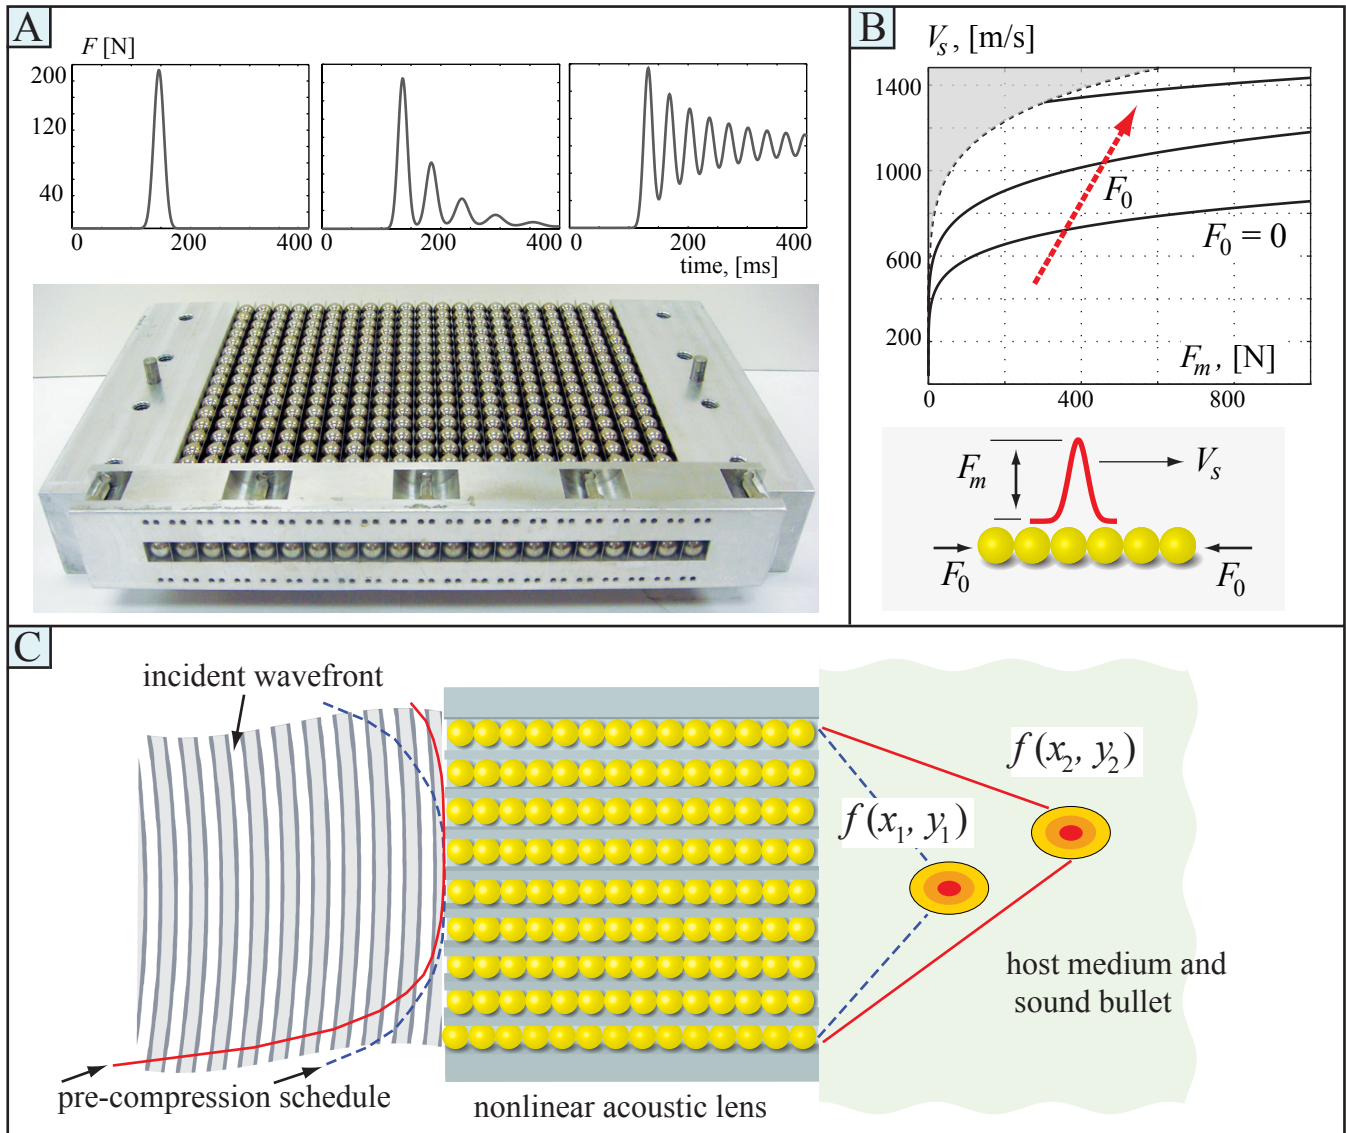 A
F [N]
200
120
40
0
200
400
200
400
0
200
400
time, [ms]
B
Vₛ, [m/s]
1400
1000
600
200
F₀
F₀ = 0
Fₘ, [N]
0
400
800
Fₘ
Vₛ
F₀
F₀
C
incident wavefront
f(x₂, y₂)
f(x₁, y₁)
host medium and
sound bullet
pre-compression schedule
nonlinear acoustic lens